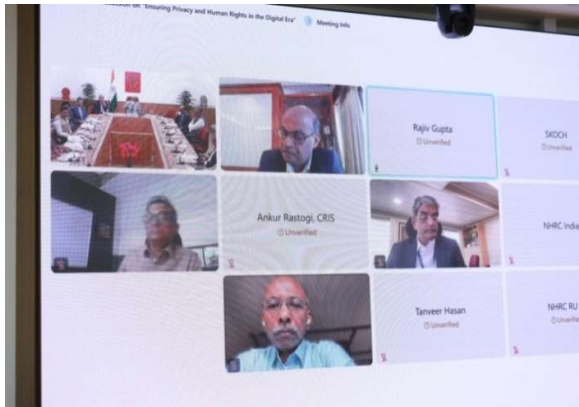 on "Ensuring Privacy and Human Rights in the Digital Era" Meeting Info
Rajiv Gupta
Unverified
SKOCH
Unverified
Ankur Rastogi, CRIS
Unverified
NHRC India
Tanveer Hasan
Unverified
NHRC RU
Unverified